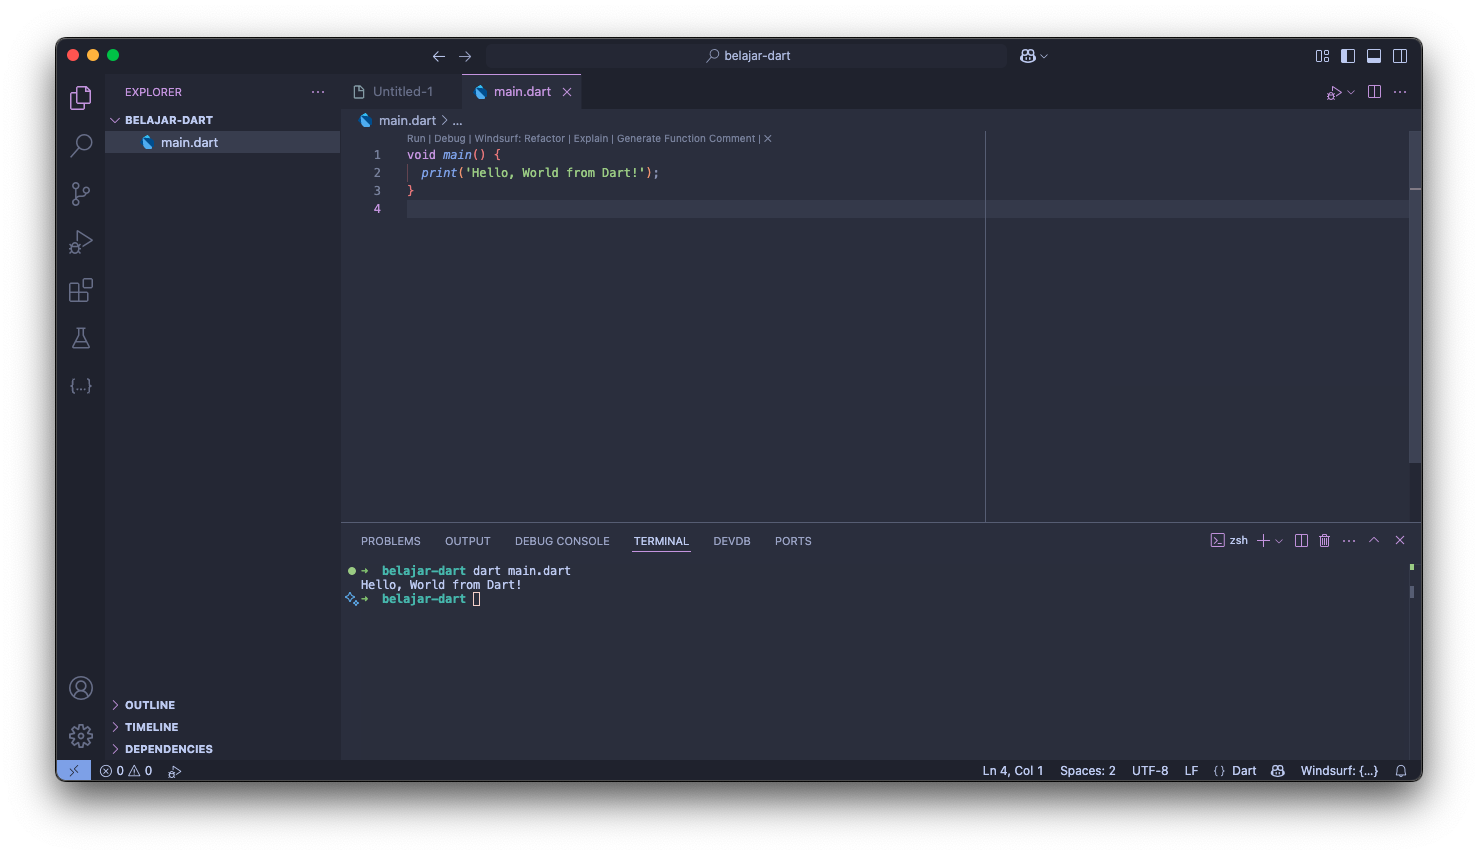 belajar-dart
EXPLORER
Untitled-1
main.dart
BELAJAR-DART
main.dart
main.dart > ...
Run | Debug | Windsurf: Refactor | Explain | Generate Function Comment | ✕
1 void main() {
2 print('Hello, World from Dart!');
3 }
4
PROBLEMS OUTPUT DEBUG CONSOLE TERMINAL DEVDB PORTS
zsh
➜ belajar-dart dart main.dart
Hello, World from Dart!
➜ belajar-dart
OUTLINE
TIMELINE
DEPENDENCIES
0 0
Ln 4, Col 1 Spaces: 2 UTF-8 LF {} Dart Windsurf: {...}